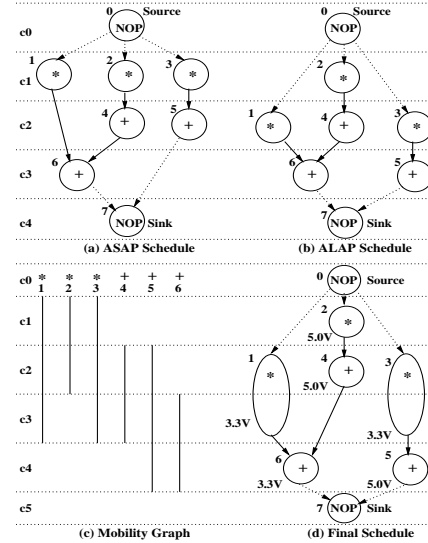 0 Source 0
c0 NOP NOP
1 2 3 2
c1 * * * *
4 5 1 4 3
c2 + + * + *
6 6 5
c3 + + +
7 7
c4 NOP Sink NOP Sink
(a) ASAP Schedule (b) ALAP Schedule
c0 * * * + + + 0 NOP Source
1 2 3 4 5 6
c1 2 * 5.0V
c2 1 * 4 + 5.0V 3 *
c3 3.3V 3.3V
c4 6 + 3.3V 5 + 5.0V
c5 7 NOP Sink
(c) Mobility Graph (d) Final Schedule